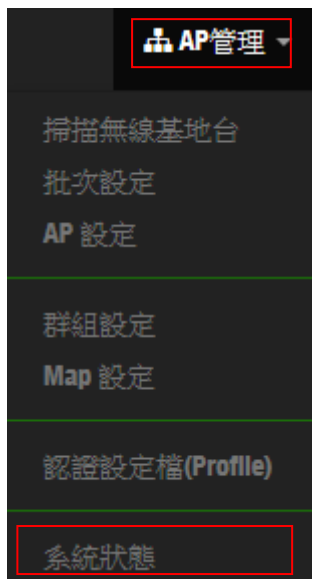 AP管理
掃描無線基地台
批次設定
AP 設定
群組設定
Map 設定
認證設定檔(Profile)
系統狀態